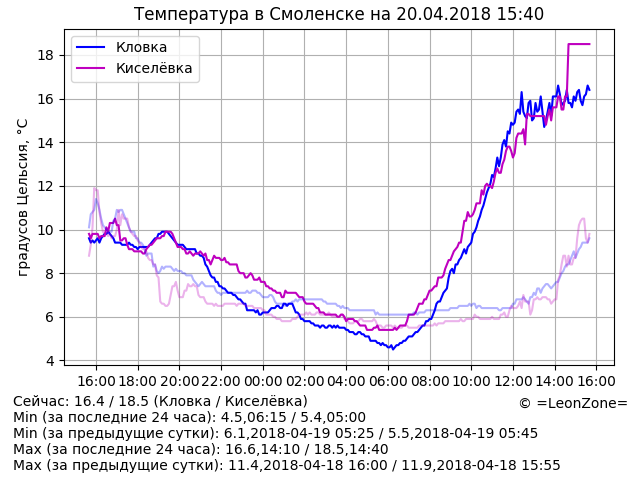 Температура в Смоленске на 20.04.2018 15:40
Кловка
Киселёвка
градусов Цельсия, °C
18
16
14
12
10
8
6
4
16:00 18:00 20:00 22:00 00:00 02:00 04:00 06:00 08:00 10:00 12:00 14:00 16:00
Сейчас: 16.4 / 18.5 (Кловка / Киселёвка)
© =LeonZone=
Min (за последние 24 часа): 4.5,06:15 / 5.4,05:00
Min (за предыдущие сутки): 6.1,2018-04-19 05:25 / 5.5,2018-04-19 05:45
Max (за последние 24 часа): 16.6,14:10 / 18.5,14:40
Max (за предыдущие сутки): 11.4,2018-04-18 16:00 / 11.9,2018-04-18 15:55